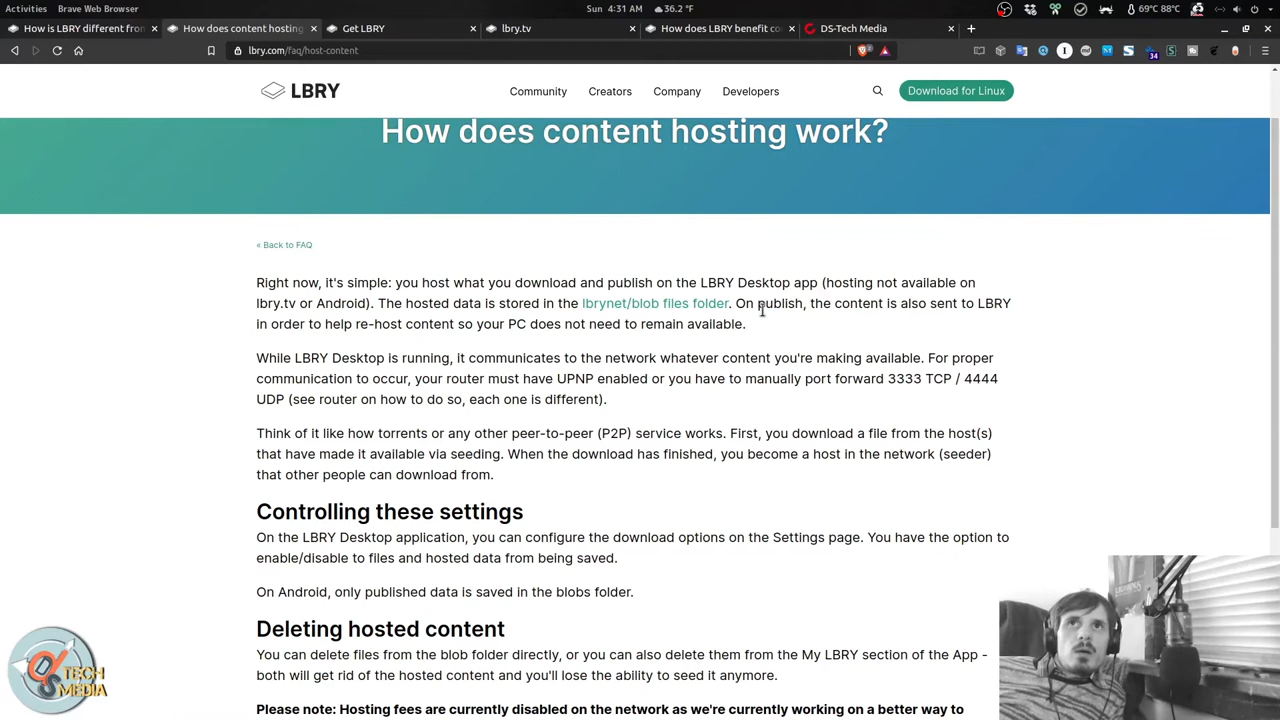 Activities
Brave Web Browser
Sun 4:31 AM
36.2 °F
69°C 88°C
How is LBRY different from
How does content hosting
Get LBRY
lbry.tv
How does LBRY benefit co
DS-Tech Media
lbry.com/faq/host-content
2
34
LBRY
Community
Creators
Company
Developers
Download for Linux
How does content hosting work?
« Back to FAQ
Right now, it's simple: you host what you download and publish on the LBRY Desktop app (hosting not available on
lbry.tv or Android). The hosted data is stored in the lbrynet/blob files folder. On publish, the content is also sent to LBRY
in order to help re-host content so your PC does not need to remain available.
While LBRY Desktop is running, it communicates to the network whatever content you're making available. For proper
communication to occur, your router must have UPNP enabled or you have to manually port forward 3333 TCP / 4444
UDP (see router on how to do so, each one is different).
Think of it like how torrents or any other peer-to-peer (P2P) service works. First, you download a file from the host(s)
that have made it available via seeding. When the download has finished, you become a host in the network (seeder)
that other people can download from.
Controlling these settings
On the LBRY Desktop application, you can configure the download options on the Settings page. You have the option to
enable/disable to files and hosted data from being saved.
On Android, only published data is saved in the blobs folder.
Deleting hosted content
You can delete files from the blob folder directly, or you can also delete them from the My LBRY section of the App -
both will get rid of the hosted content and you'll lose the ability to seed it anymore.
Please note: Hosting fees are currently disabled on the network as we're currently working on a better way to
TECH
MEDIA